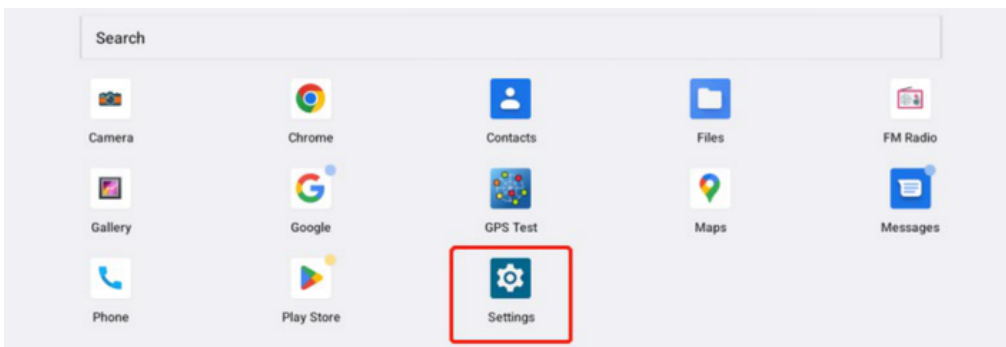 Search
Camera Chrome Contacts Files FM Radio
Gallery Google GPS Test Maps Messages
Phone Play Store Settings